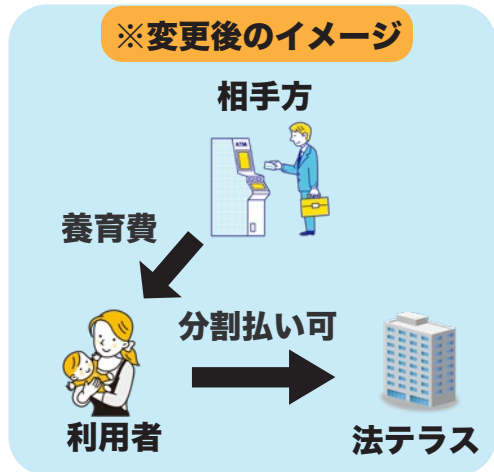 ※変更後のイメージ
相手方
ATM
養育費
分割払い可
利用者
法テラス